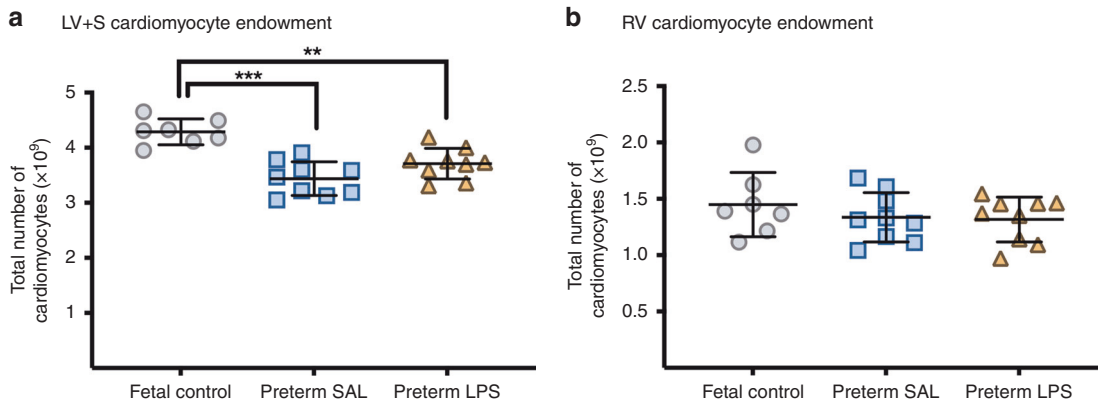 a LV+S cardiomyocyte endowment
**
***
Total number of
cardiomyocytes (×10⁹)
5
4
3
2
1
Fetal control Preterm SAL Preterm LPS
b RV cardiomyocyte endowment
Total number of
cardiomyocytes (×10⁹)
2.5
2.0
1.5
1.0
0.5
Fetal control Preterm SAL Preterm LPS